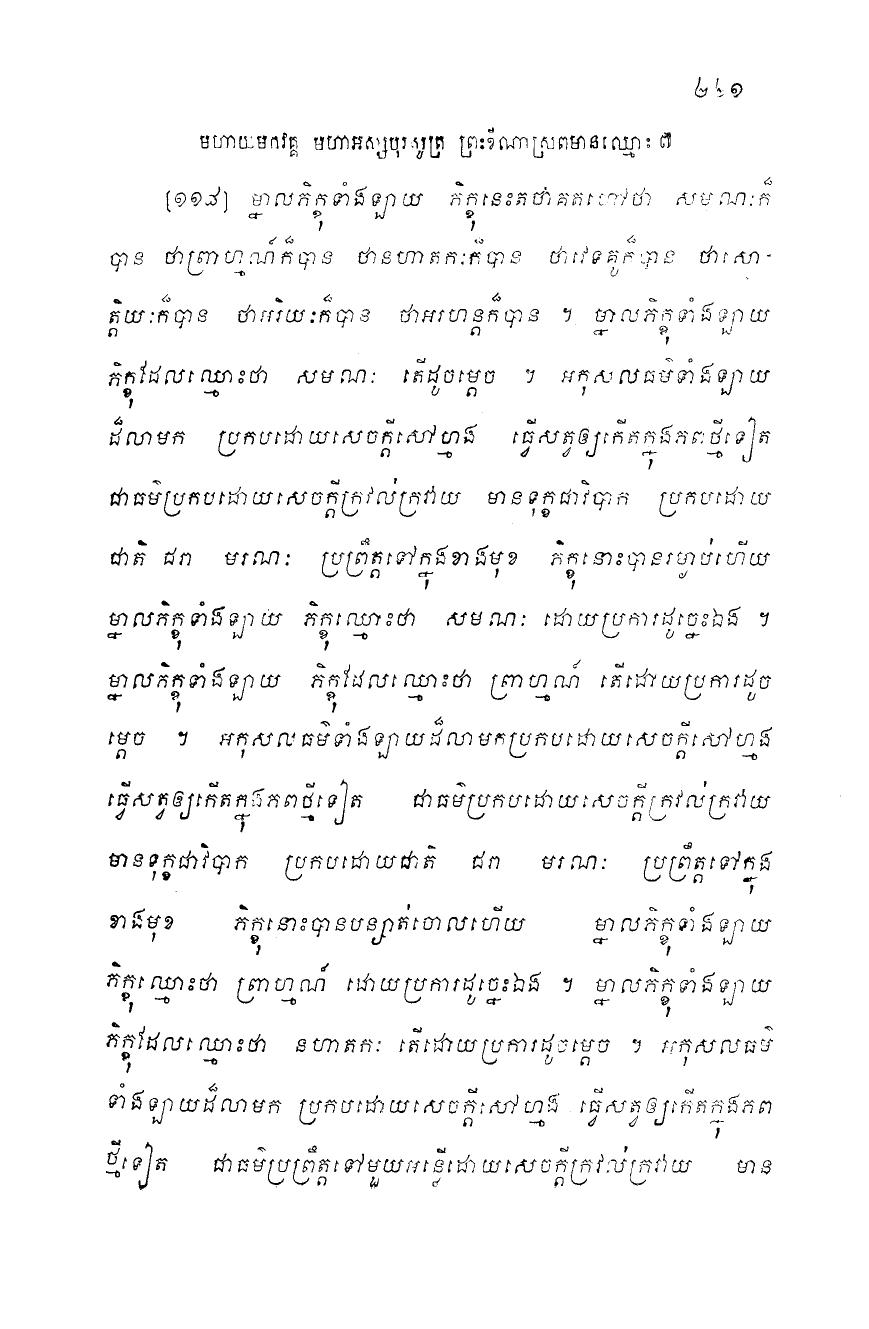 ២៤១
មហាយមកវគ្គ មហាអស្សបុរសូត្រ ព្រះខីណាស្រពមានឈ្មោះ ៧
[១១៨] ម្នាលភិក្ខុទាំងឡាយ ភិក្ខុនេះតថាគតហៅថា សមណៈក៏
បាន ថាព្រាហ្មណ៍ក៏បាន ថានហាតកៈក៏បាន ថាវេទគូក៏បាន ថាសោ-
ត្តិយៈក៏បាន ថាអរិយៈក៏បាន ថាអរហន្តក៏បាន ។ ម្នាលភិក្ខុទាំងឡាយ
ភិក្ខុដែលឈ្មោះថា សមណៈ តើដូចម្តេច ។ អកុសលធម៌ទាំងឡាយ
ដ៏លាមក ប្រកបដោយសេចក្តីសៅហ្មង ធ្វើសត្វឲ្យកើតក្នុងភពថ្មីទៀត
ជាធម៌ប្រកបដោយសេចក្តីក្រវល់ក្រវាយ មានទុក្ខជាវិបាក ប្រកបដោយ
ជាតិ ជរា មរណៈ ប្រព្រឹត្តទៅក្នុងខាងមុខ ភិក្ខុនោះបានរម្ងាប់ហើយ
ម្នាលភិក្ខុទាំងឡាយ ភិក្ខុឈ្មោះថា សមណៈ ដោយប្រការដូច្នេះឯង ។
ម្នាលភិក្ខុទាំងឡាយ ភិក្ខុដែលឈ្មោះថា ព្រាហ្មណ៍ តើដោយប្រការដូច
ម្តេច ។ អកុសលធម៌ទាំងឡាយដ៏លាមកប្រកបដោយសេចក្តីសៅហ្មង
ធ្វើសត្វឲ្យកើតក្នុងភពថ្មីទៀត ជាធម៌ប្រកបដោយសេចក្តីក្រវល់ក្រវាយ
មានទុក្ខជាវិបាក ប្រកបដោយជាតិ ជរា មរណៈ ប្រព្រឹត្តទៅក្នុង
ខាងមុខ ភិក្ខុនោះបានបន្សាត់ចោលហើយ ម្នាលភិក្ខុទាំងឡាយ
ភិក្ខុឈ្មោះថា ព្រាហ្មណ៍ ដោយប្រការដូច្នេះឯង ។ ម្នាលភិក្ខុទាំងឡាយ
ភិក្ខុដែលឈ្មោះថា នហាតកៈ តើដោយប្រការដូចម្តេច ។ អកុសលធម៌
ទាំងឡាយដ៏លាមក ប្រកបដោយសេចក្តីសៅហ្មង ធ្វើសត្វឲ្យកើតក្នុងភព
ថ្មីទៀត ជាធម៌ប្រព្រឹត្តទៅមួយអន្លើដោយសេចក្តីក្រវល់ក្រវាយ មាន